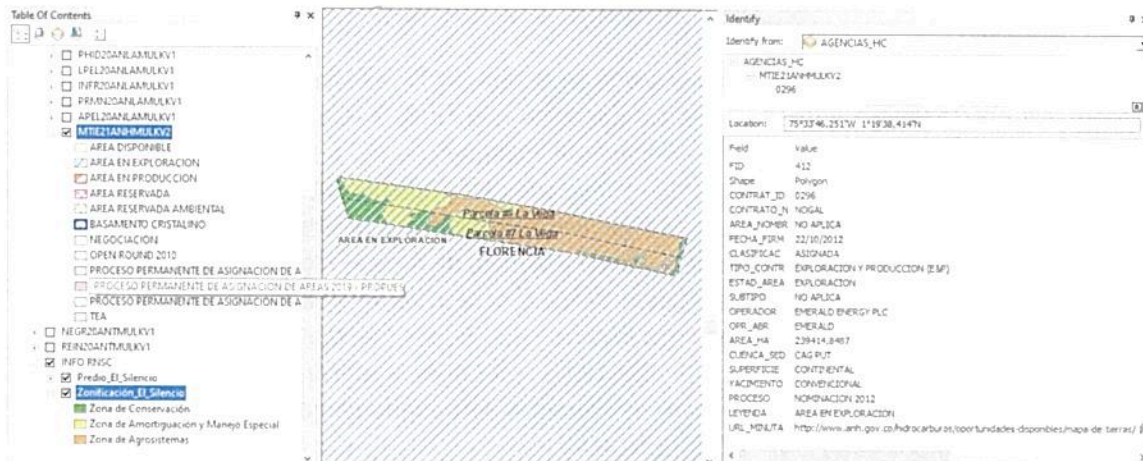 Table Of Contents
PHID20ANLAMULKV1
LPEL20ANLAMULKV1
INFR20ANLAMULKV1
PRMN20ANLAMULKV1
APEL20ANLAMULKV1
MTIE21ANHMULKV2
AREA DISPONIBLE
AREA EN EXPLORACION
AREA EN PRODUCCION
AREA RESERVADA
AREA RESERVADA AMBIENTAL
BASAMENTO CRISTALINO
NEGOCIACION
OPEN ROUND 2010
PROCESO PERMANENTE DE ASIGNACION DE A
PROCESO PERMANENTE DE ASIGNACION DE AREAS 2019 - PROPUES
PROCESO PERMANENTE DE ASIGNACION DE A
TEA
NEGR20ANTMULKV1
REIN20ANTMULKV1
INFO RNSC
Predio_El_Silencio
Zonificación_El_Silencio
Zona de Conservación
Zona de Amortiguación y Manejo Especial
Zona de Agrosistemas
Parcela #6 La Vega
Parcela #7 La Vega
AREA EN EXPLORACIÓN
FLORENCIA
Identify
Identify from: AGENCIAS_HC
AGENCIAS_HC
MTIE21ANHMULKV2
0296
Location: 75°33'46,251"W 1°19'38,414"N
Field Value
FID 412
Shape Polygon
CONTRAT_ID 0296
CONTRATO_N NOGAL
AREA_NOMBR NO APLICA
FECHA_FIRM 22/10/2012
CLASIFICAC ASIGNADA
TIPO_CONTR EXPLORACION Y PRODUCCION (E&P)
ESTAD_AREA EXPLORACION
SUBTIPO NO APLICA
OPERADOR EMERALD ENERGY PLC
OPR_ABR EMERALD
AREA_HA 239414,8487
CUENCA_SED CAG PUT
SUPERFICIE CONTINENTAL
YACIMIENTO CONVENCIONAL
PROCESO NOMINACION 2012
LEYENDA AREA EN EXPLORACION
URL_MINUTA http://www.anh.gov.co/hidrocarburos/oportunidades-disponibles/mapa-de-tierras/